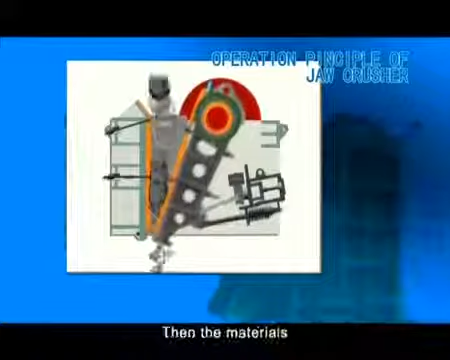 OPERATION PINCIPLE OF
JAW CRUSHER
Then the materials